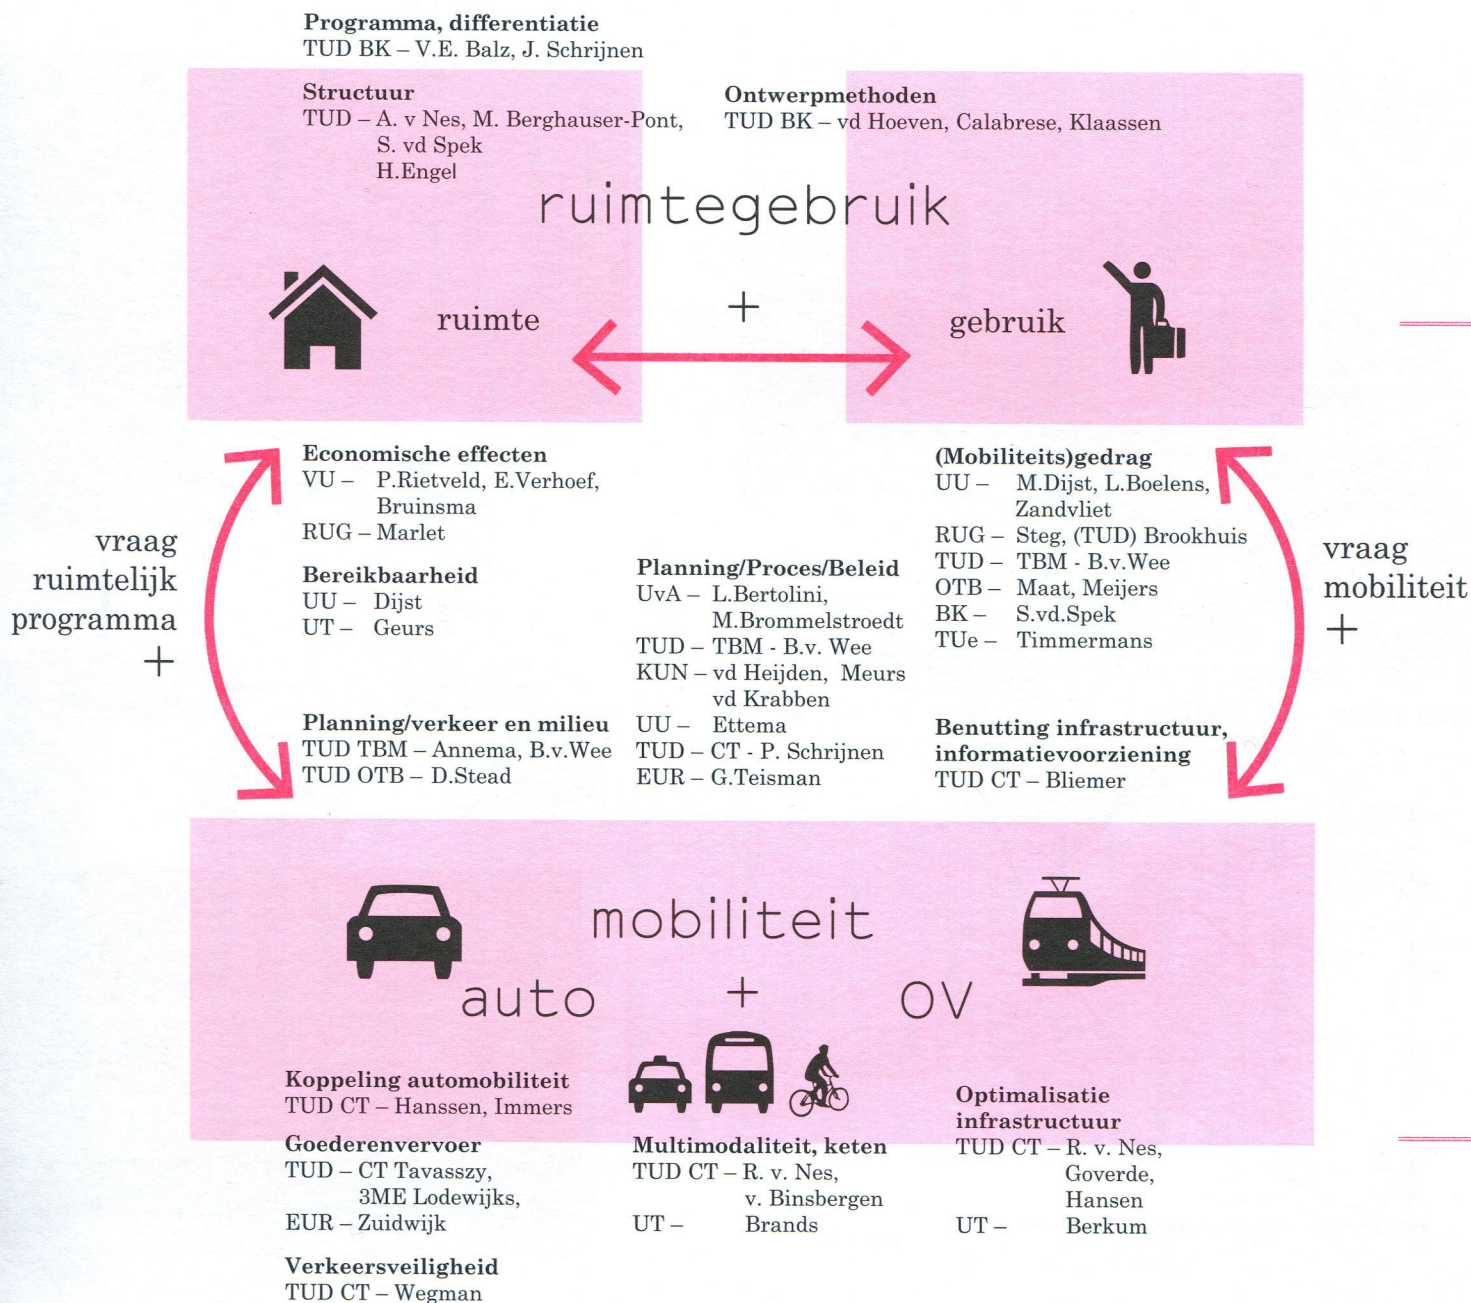 Programma, differentiatie
TUD BK – V.E. Balz, J. Schrijnen
Structuur
TUD – A. v Nes, M. Berghauser-Pont,
S. vd Spek
H.Engel
Ontwerpmethoden
TUD BK – vd Hoeven, Calabrese, Klaassen
ruimtegebruik
ruimte
+
gebruik
vraag
ruimtelijk
programma
+
Economische effecten
VU – P.Rietveld, E.Verhoef,
Bruinsma
RUG – Marlet
Bereikbaarheid
UU – Dijst
UT – Geurs
Planning/verkeer en milieu
TUD TBM – Annema, B.v.Wee
TUD OTB – D.Stead
Planning/Proces/Beleid
UvA – L.Bertolini,
M.Brommelstroedt
TUD – TBM - B.v. Wee
KUN – vd Heijden, Meurs
vd Krabben
UU – Ettema
TUD – CT - P. Schrijnen
EUR – G.Teisman
(Mobiliteits)gedrag
UU – M.Dijst, L.Boelens,
Zandvliet
RUG – Steg, (TUD) Brookhuis
TUD – TBM - B.v.Wee
OTB – Maat, Meijers
BK – S.vd.Spek
TUe – Timmermans
Benutting infrastructuur,
informatievoorziening
TUD CT – Bliemer
vraag
mobiliteit
+
mobiliteit
auto + OV
Koppeling automobiliteit
TUD CT – Hanssen, Immers
Goederenvervoer
TUD – CT Tavasszy,
3ME Lodewijks,
EUR – Zuidwijk
Verkeersveiligheid
TUD CT – Wegman
Multimodaliteit, keten
TUD CT – R. v. Nes,
v. Binsbergen
UT – Brands
Optimalisatie
infrastructuur
TUD CT – R. v. Nes,
Goverde,
Hansen
UT – Berkum